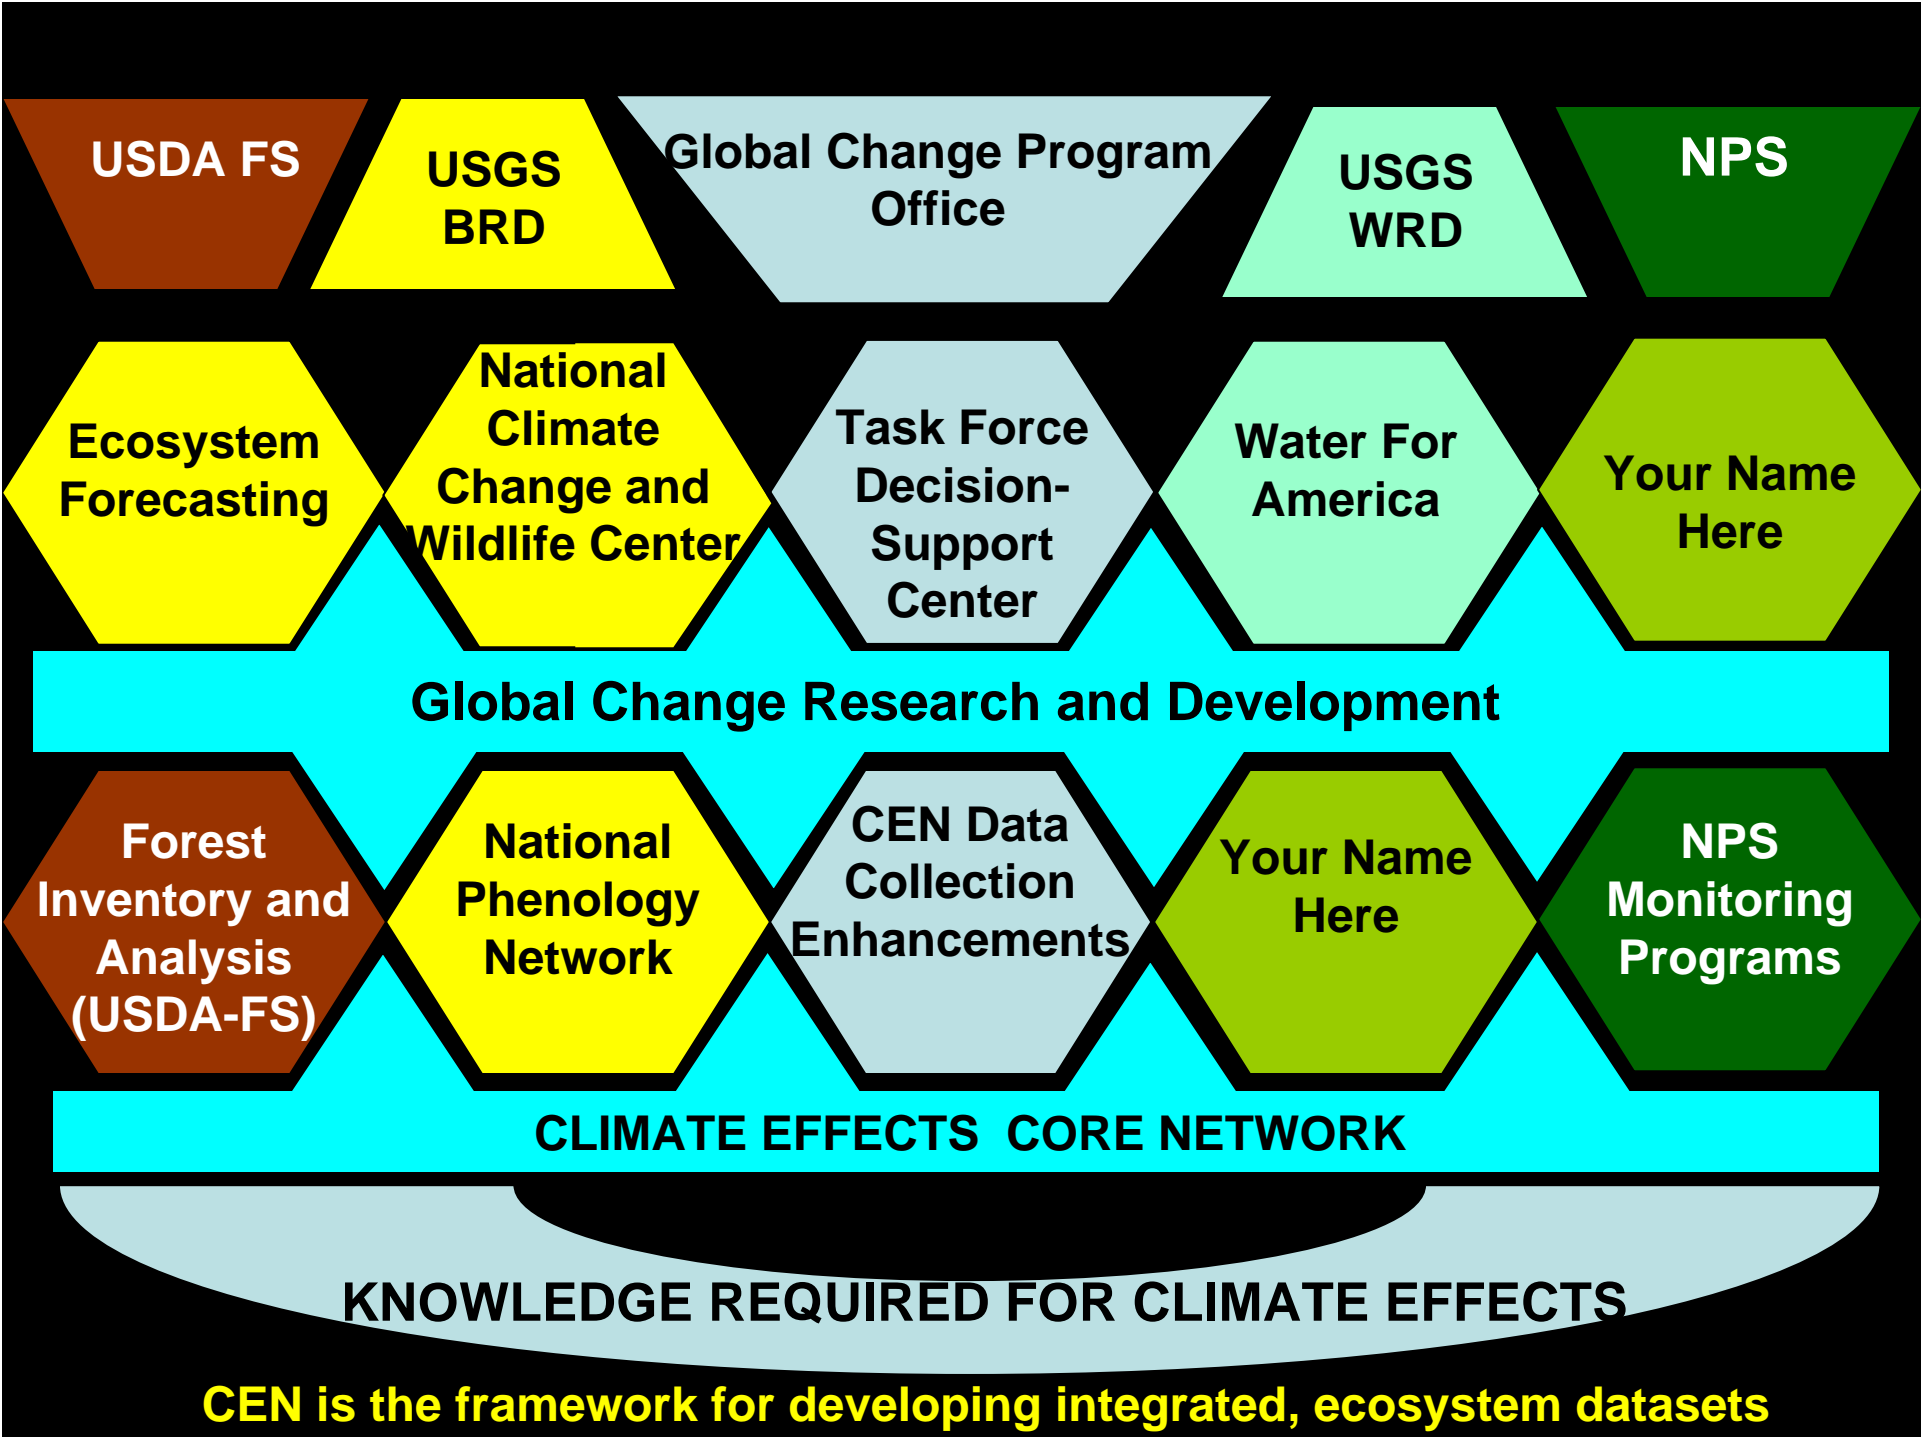 USDA FS
USGS
BRD
Global Change Program
Office
USGS
WRD
NPS
Ecosystem
Forecasting
National
Climate
Change and
Wildlife Center
Task Force
Decision-
Support
Center
Water For
America
Your Name
Here
Global Change Research and Development
Forest
Inventory and
Analysis
(USDA-FS)
National
Phenology
Network
CEN Data
Collection
Enhancements
Your Name
Here
NPS
Monitoring
Programs
CLIMATE EFFECTS  CORE NETWORK
KNOWLEDGE REQUIRED FOR CLIMATE EFFECTS
CEN is the framework for developing integrated, ecosystem datasets